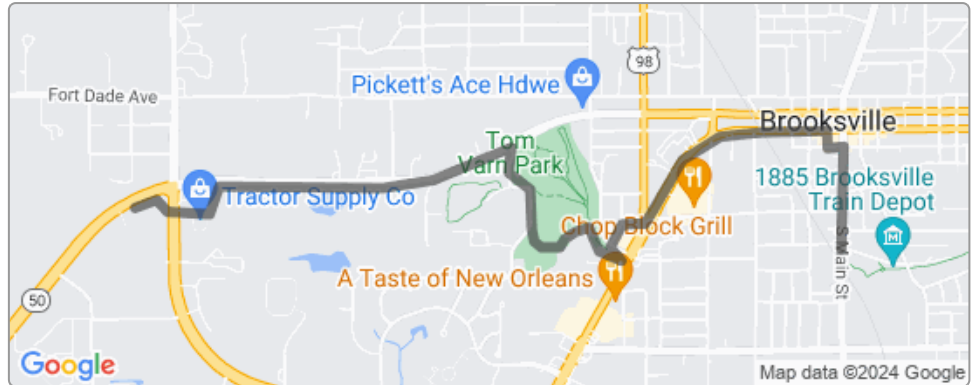 98
Pickett's Ace Hdwe
Fort Dade Ave
Brooksville
Tom
Varn Park
1885 Brooksville
Train Depot
Tractor Supply Co
Chop Block Grill
S Main St
A Taste of New Orleans
50
Google
Map data ©2024 Google